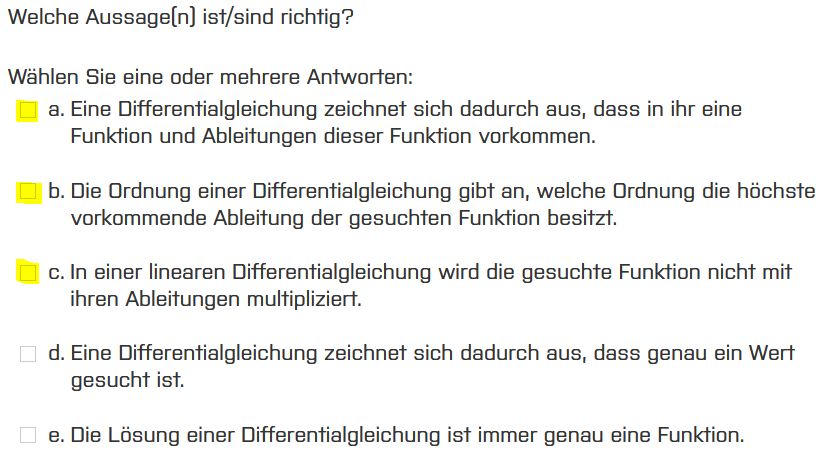 Welche Aussage(n) ist/sind richtig?
Wählen Sie eine oder mehrere Antworten:
a. Eine Differentialgleichung zeichnet sich dadurch aus, dass in ihr eine
Funktion und Ableitungen dieser Funktion vorkommen.
b. Die Ordnung einer Differentialgleichung gibt an, welche Ordnung die höchste
vorkommende Ableitung der gesuchten Funktion besitzt.
c. In einer linearen Differentialgleichung wird die gesuchte Funktion nicht mit
ihren Ableitungen multipliziert.
d. Eine Differentialgleichung zeichnet sich dadurch aus, dass genau ein Wert
gesucht ist.
e. Die Lösung einer Differentialgleichung ist immer genau eine Funktion.